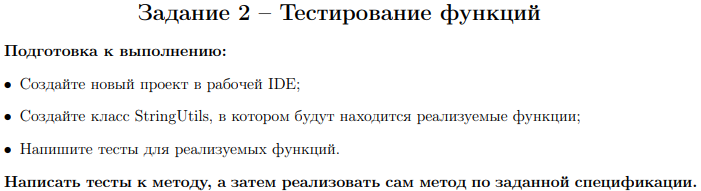 Задание 2 – Тестирование функций
Подготовка к выполнению:
• Создайте новый проект в рабочей IDE;
• Создайте класс StringUtils, в котором будут находится реализуемые функции;
• Напишите тесты для реализуемых функций.
Написать тесты к методу, а затем реализовать сам метод по заданной спецификации.